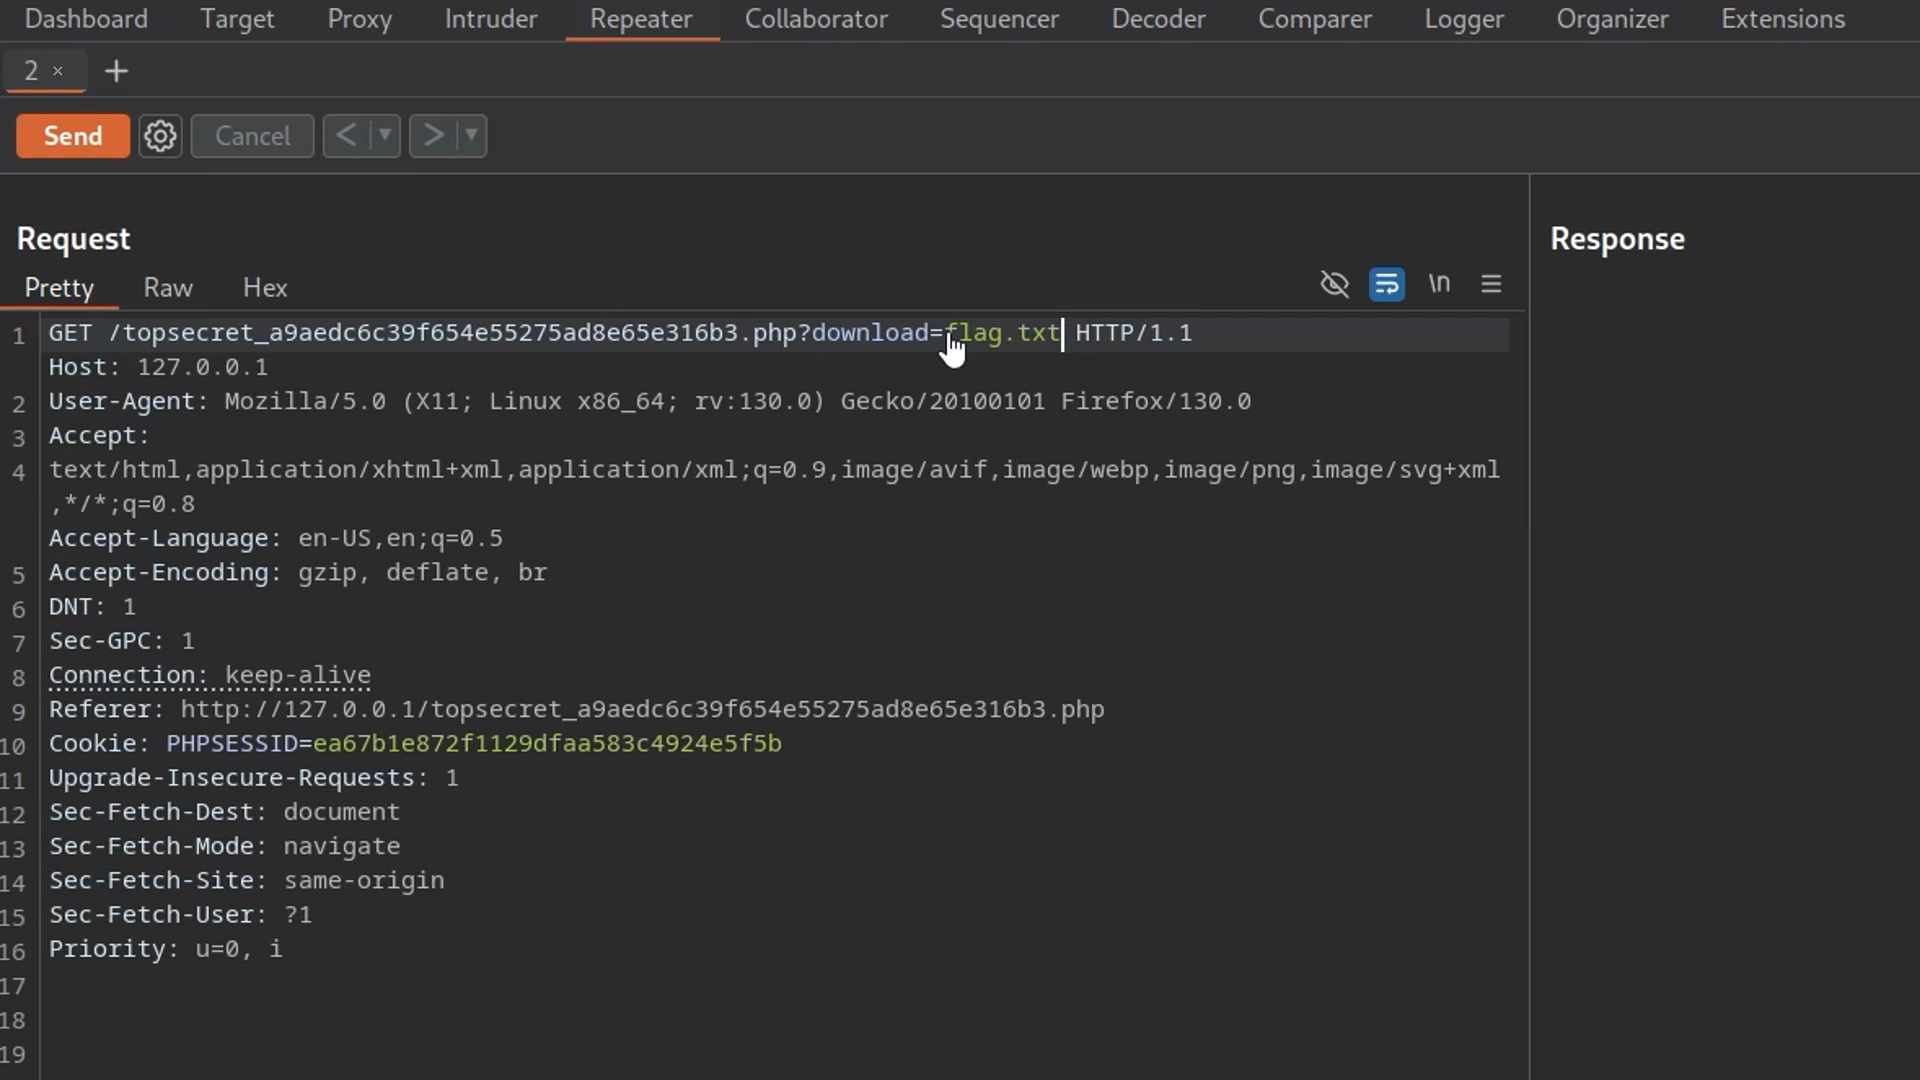 Dashboard Target Proxy Intruder Repeater Collaborator Sequencer Decoder Comparer Logger Organizer Extensions
2 × +
Send Cancel < >
Request
Response
Pretty Raw Hex \n
1 GET /topsecret_a9aedc6c39f654e55275ad8e65e316b3.php?download=flag.txt HTTP/1.1
Host: 127.0.0.1
2 User-Agent: Mozilla/5.0 (X11; Linux x86_64; rv:130.0) Gecko/20100101 Firefox/130.0
3 Accept:
4 text/html,application/xhtml+xml,application/xml;q=0.9,image/avif,image/webp,image/png,image/svg+xml
,*/*;q=0.8
Accept-Language: en-US,en;q=0.5
5 Accept-Encoding: gzip, deflate, br
6 DNT: 1
7 Sec-GPC: 1
8 Connection: keep-alive
9 Referer: http://127.0.0.1/topsecret_a9aedc6c39f654e55275ad8e65e316b3.php
10 Cookie: PHPSESSID=ea67b1e872f1129dfaa583c4924e5f5b
11 Upgrade-Insecure-Requests: 1
12 Sec-Fetch-Dest: document
13 Sec-Fetch-Mode: navigate
14 Sec-Fetch-Site: same-origin
15 Sec-Fetch-User: ?1
16 Priority: u=0, i
17
18
19